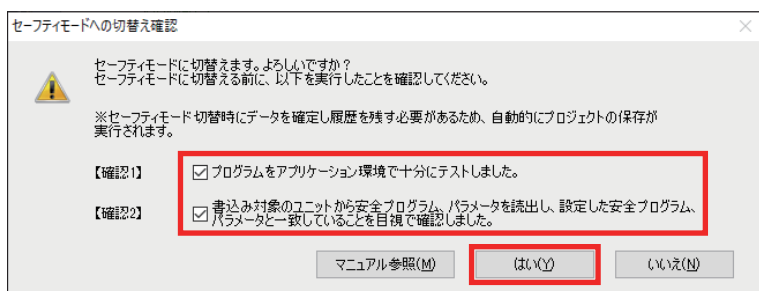 セーフティモードへの切替え確認
セーフティモードに切替えます。よろしいですか?
セーフティモードに切替える前に、以下を実行したことを確認してください。
※セーフティモード切替時にデータを確定し履歴を残す必要があるため、自動的にプロジェクトの保存が
実行されます。
【確認1】 プログラムをアプリケーション環境で十分にテストしました。
【確認2】 書込み対象のユニットから安全プログラム、パラメータを読出し、設定した安全プログラム、
パラメータと一致していることを目視で確認しました。
マニュアル参照(M) はい(Y) いいえ(N)